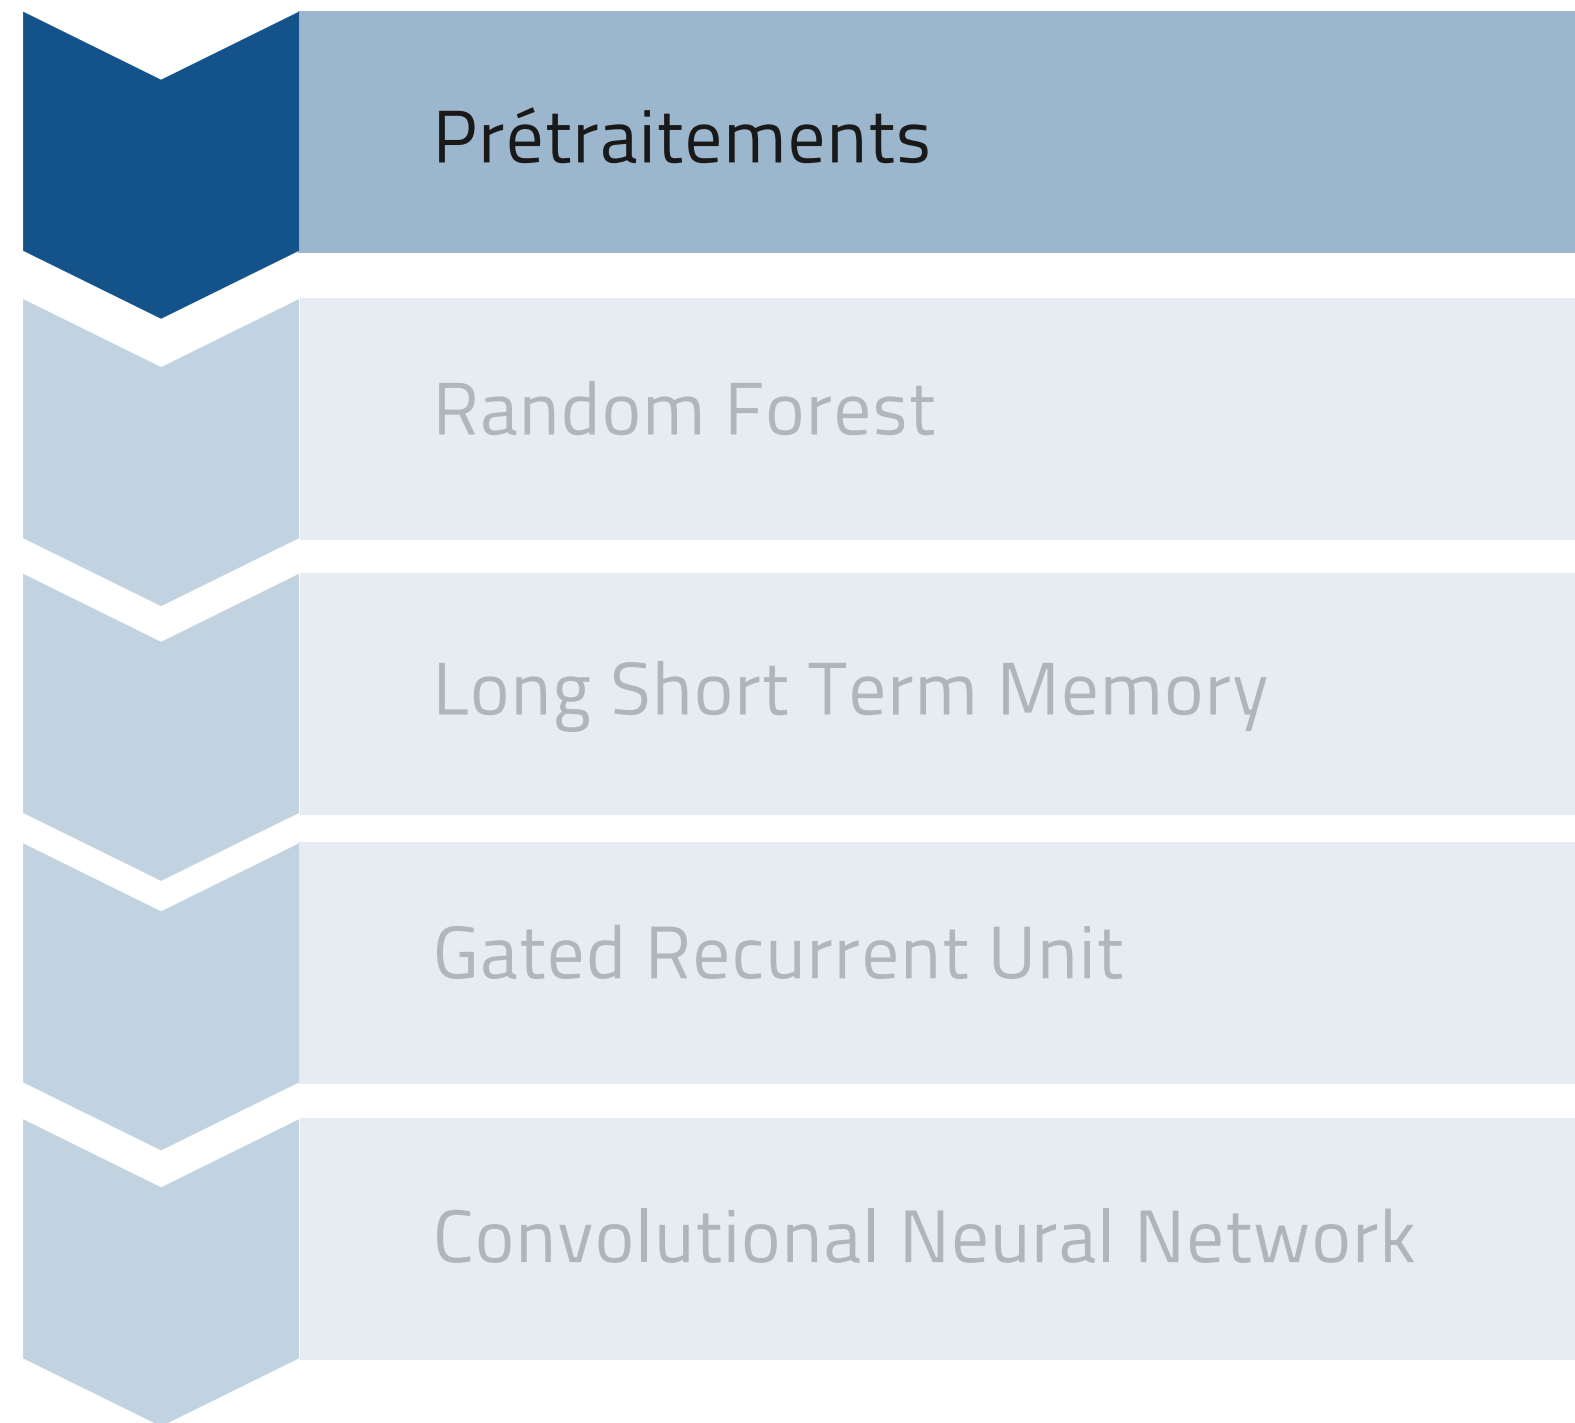 Prétraitements
Random Forest
Long Short Term Memory
Gated Recurrent Unit
Convolutional Neural Network